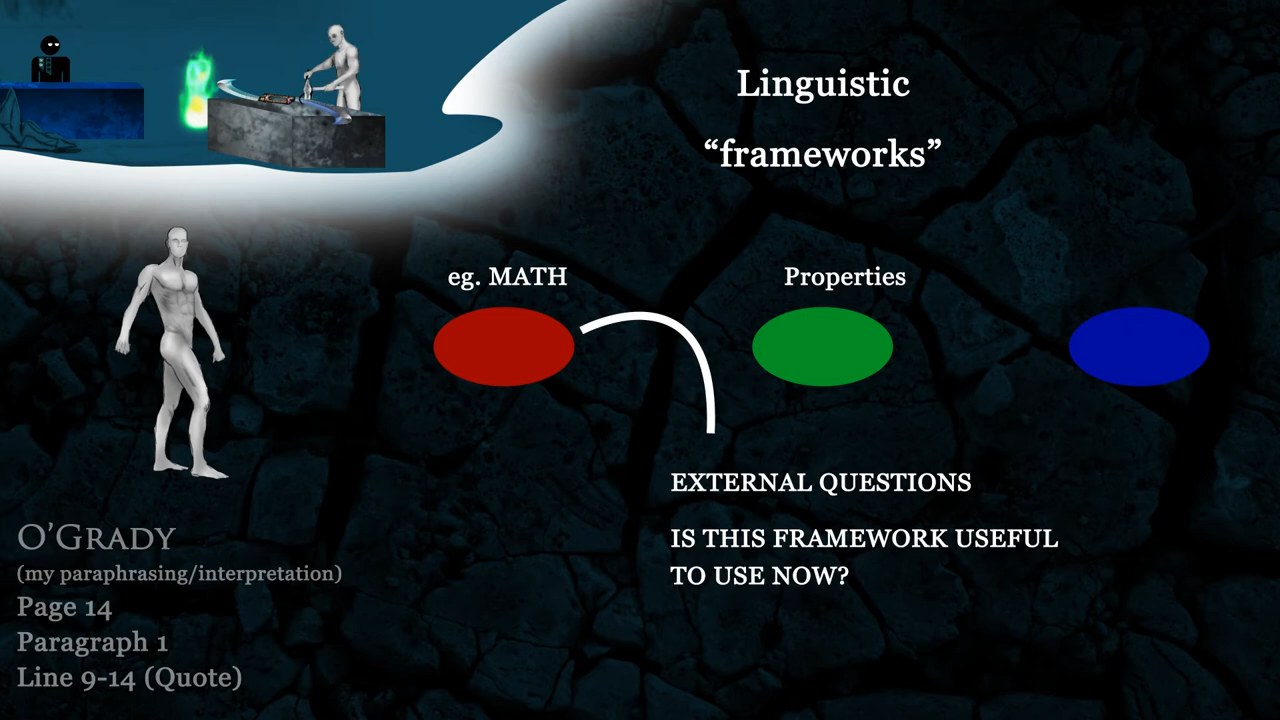 Linguistic
“frameworks”
eg. MATH
Properties
EXTERNAL QUESTIONS
IS THIS FRAMEWORK USEFUL
TO USE NOW?
O’GRADY
(my paraphrasing/interpretation)
Page 14
Paragraph 1
Line 9-14 (Quote)